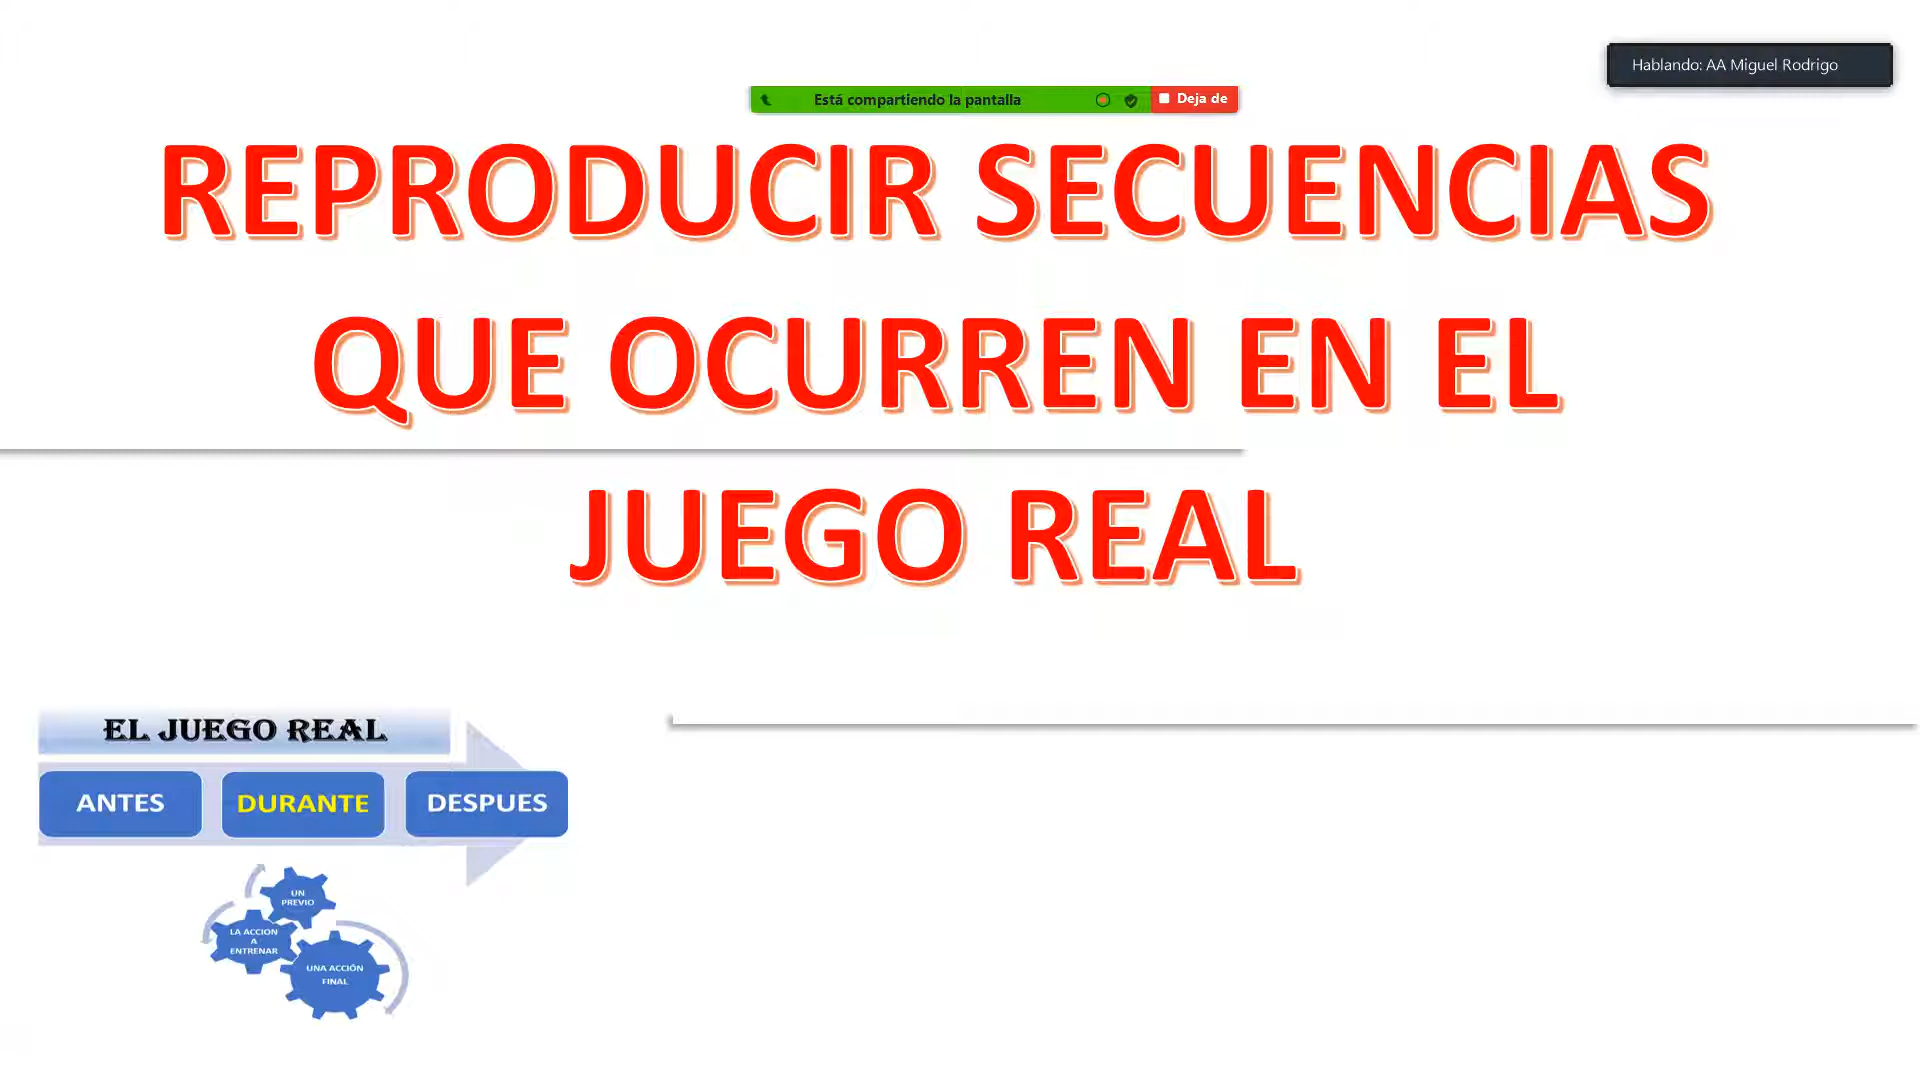 Hablando: AA Miguel Rodrigo
Está compartiendo la pantalla
Deja de
REPRODUCIR SECUENCIAS
QUE OCURREN EN EL
JUEGO REAL
EL JUEGO REAL
ANTES
DURANTE
DESPUES
UN
PREVIO
LA ACCION
A
ENTRENAR
UNA ACCIÓN
FINAL